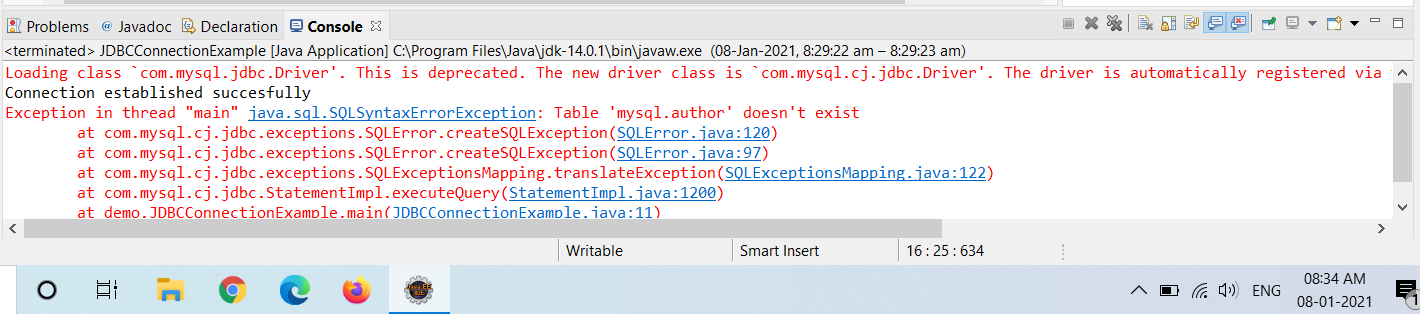 Problems @ Javadoc Declaration Console
<terminated> JDBCConnectionExample [Java Application] C:\Program Files\Java\jdk-14.0.1\bin\javaw.exe (08-Jan-2021, 8:29:22 am – 8:29:23 am)
Loading class `com.mysql.jdbc.Driver'. This is deprecated. The new driver class is `com.mysql.cj.jdbc.Driver'. The driver is automatically registered via
Connection established succesfully
Exception in thread "main" java.sql.SQLSyntaxErrorException: Table 'mysql.author' doesn't exist
at com.mysql.cj.jdbc.exceptions.SQLError.createSQLException(SQLError.java:120)
at com.mysql.cj.jdbc.exceptions.SQLError.createSQLException(SQLError.java:97)
at com.mysql.cj.jdbc.exceptions.SQLExceptionsMapping.translateException(SQLExceptionsMapping.java:122)
at com.mysql.cj.jdbc.StatementImpl.executeQuery(StatementImpl.java:1200)
at demo.JDBCConnectionExample.main(JDBCConnectionExample.java:11)
Writable Smart Insert 16 : 25 : 634
ENG
08:34 AM
08-01-2021
1